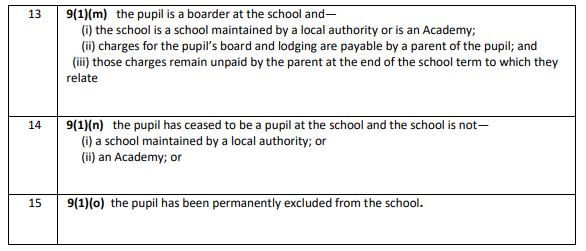 13 9(1)(m) the pupil is a boarder at the school and—
(i) the school is a school maintained by a local authority or is an Academy;
(ii) charges for the pupil's board and lodging are payable by a parent of the pupil; and
(iii) those charges remain unpaid by the parent at the end of the school term to which they
relate
14 9(1)(n) the pupil has ceased to be a pupil at the school and the school is not—
(i) a school maintained by a local authority; or
(ii) an Academy; or
15 9(1)(o) the pupil has been permanently excluded from the school.